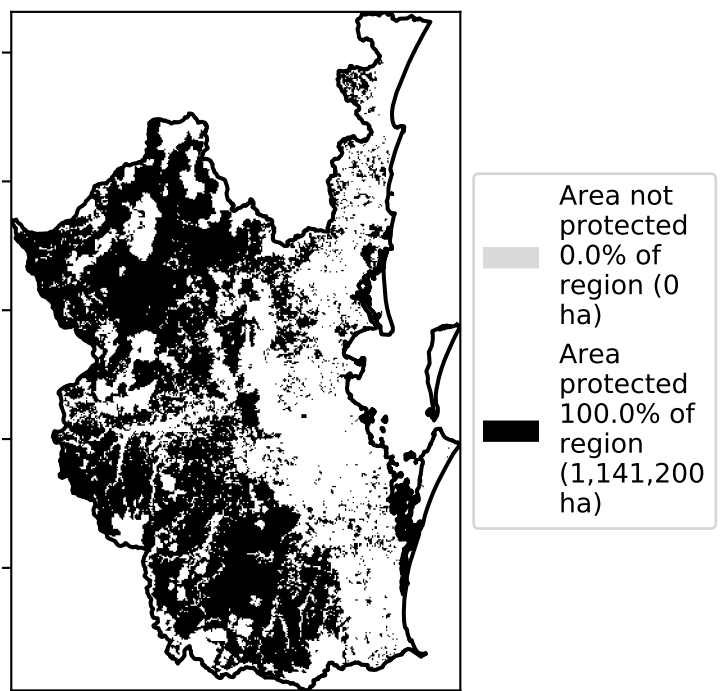 Area not
protected
0.0% of
region (0
ha)
Area
protected
100.0% of
region
(1,141,200
ha)